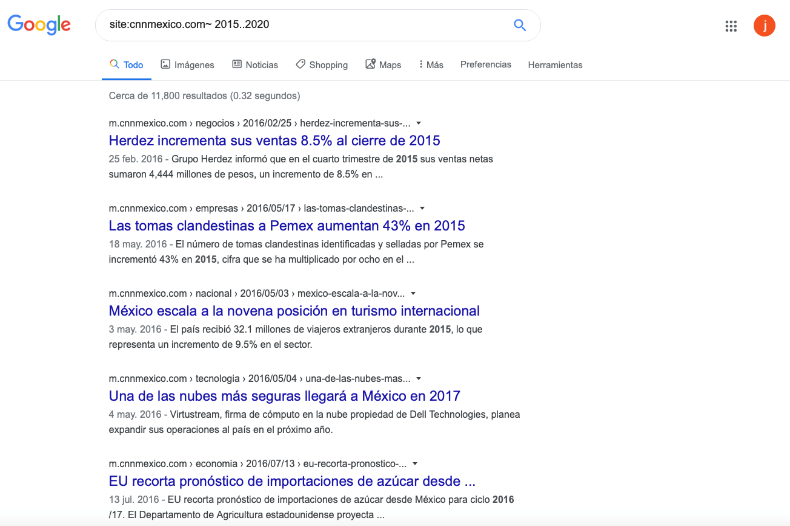 Google
site:cnnmexico.com~ 2015..2020
j
Todo Imágenes Noticias Shopping Maps Más Preferencias Herramientas
Cerca de 11,800 resultados (0.32 segundos)
m.cnnmexico.com › negocios › 2016/02/25 › herdez-incrementa-sus-...
Herdez incrementa sus ventas 8.5% al cierre de 2015
25 feb. 2016 - Grupo Herdez informó que en el cuarto trimestre de 2015 sus ventas netas
sumaron 4,444 millones de pesos, un incremento de 8.5% en ...
m.cnnmexico.com › empresas › 2016/05/17 › las-tomas-clandestinas-...
Las tomas clandestinas a Pemex aumentan 43% en 2015
18 may. 2016 - El número de tomas clandestinas identificadas y selladas por Pemex se
incrementó 43% en 2015, cifra que se ha multiplicado por ocho en el ...
m.cnnmexico.com › nacional › 2016/05/03 › mexico-escala-a-la-nov...
México escala a la novena posición en turismo internacional
3 may. 2016 - El país recibió 32.1 millones de viajeros extranjeros durante 2015, lo que
representa un incremento de 9.5% en el sector.
m.cnnmexico.com › tecnologia › 2016/05/04 › una-de-las-nubes-mas...
Una de las nubes más seguras llegará a México en 2017
4 may. 2016 - Virtustream, firma de cómputo en la nube propiedad de Dell Technologies, planea
expandir sus operaciones al país en el próximo año.
m.cnnmexico.com › economia › 2016/07/13 › eu-recorta-pronostico-...
EU recorta pronóstico de importaciones de azúcar desde ...
13 jul. 2016 - EU recorta pronóstico de importaciones de azúcar desde México para ciclo 2016
/17. El Departamento de Agricultura estadounidense proyecta ...